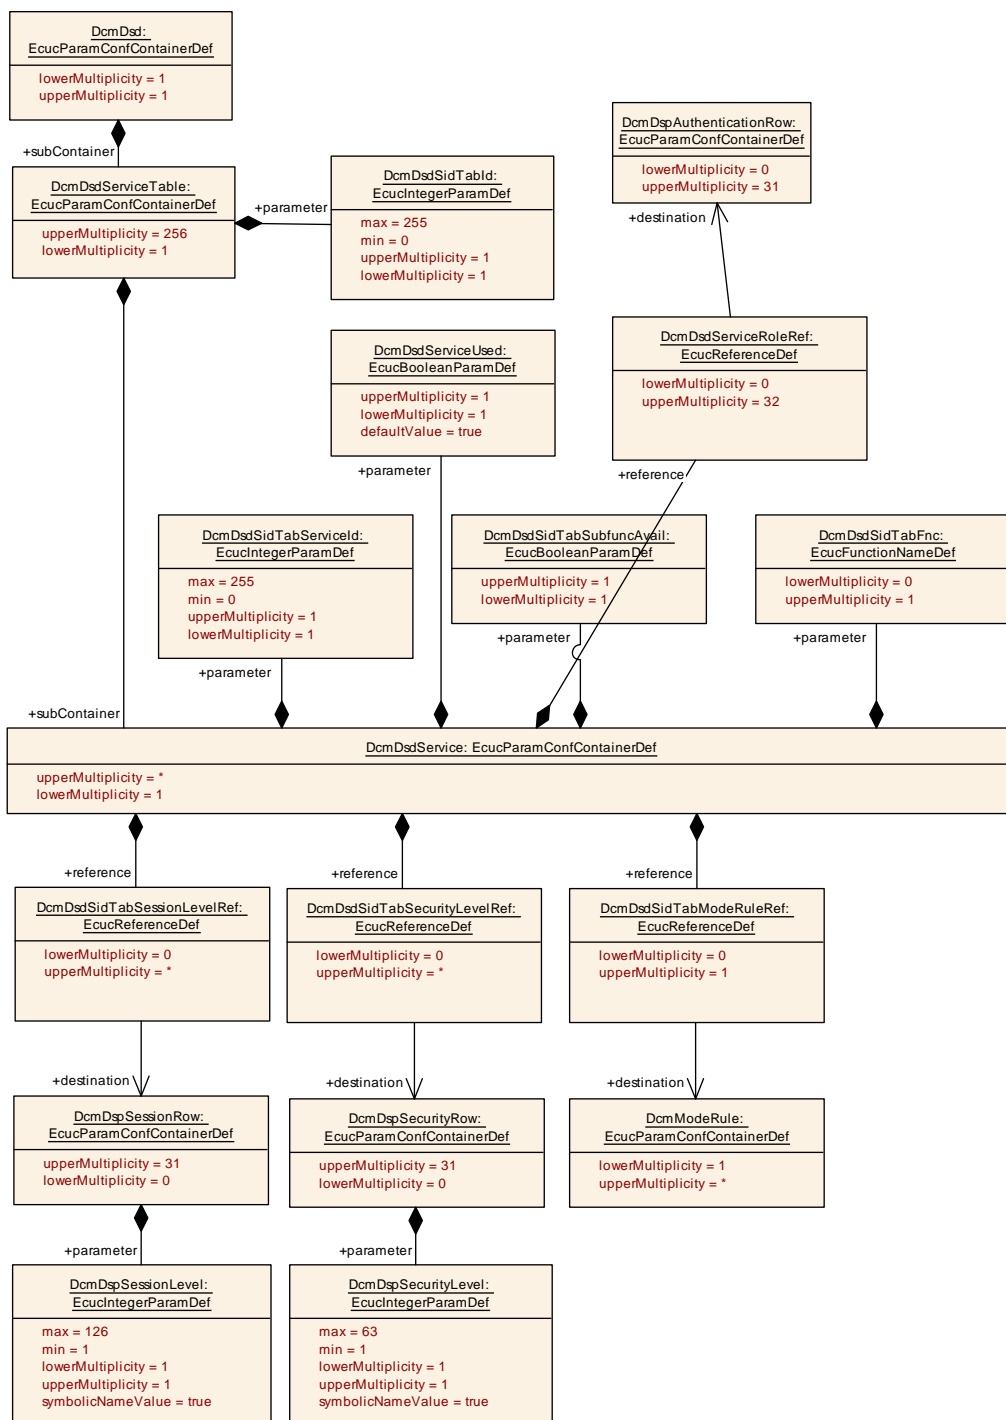 DcmDsd:
EcucParamConfContainerDef
lowerMultiplicity = 1
upperMultiplicity = 1
+subContainer
DcmDsdServiceTable:
EcucParamConfContainerDef
upperMultiplicity = 256
lowerMultiplicity = 1
+parameter
DcmDsdSidTabId:
EcucIntegerParamDef
max = 255
min = 0
upperMultiplicity = 1
lowerMultiplicity = 1
DcmDspAuthenticationRow:
EcucParamConfContainerDef
lowerMultiplicity = 0
upperMultiplicity = 31
+destination
DcmDsdServiceRoleRef:
EcucReferenceDef
lowerMultiplicity = 0
upperMultiplicity = 32
+reference
DcmDsdServiceUsed:
EcucBooleanParamDef
upperMultiplicity = 1
lowerMultiplicity = 1
defaultValue = true
+parameter
DcmDsdSidTabServiceId:
EcucIntegerParamDef
max = 255
min = 0
upperMultiplicity = 1
lowerMultiplicity = 1
+parameter
DcmDsdSidTabSubfuncAvail:
EcucBooleanParamDef
upperMultiplicity = 1
lowerMultiplicity = 1
+parameter
DcmDsdSidTabFnc:
EcucFunctionNameDef
lowerMultiplicity = 0
upperMultiplicity = 1
+parameter
+subContainer
DcmDsdService: EcucParamConfContainerDef
upperMultiplicity = *
lowerMultiplicity = 1
+reference
+reference
+reference
DcmDsdSidTabSessionLevelRef:
EcucReferenceDef
lowerMultiplicity = 0
upperMultiplicity = *
DcmDsdSidTabSecurityLevelRef:
EcucReferenceDef
lowerMultiplicity = 0
upperMultiplicity = *
DcmDsdSidTabModeRuleRef:
EcucReferenceDef
lowerMultiplicity = 0
upperMultiplicity = 1
+destination
+destination
+destination
DcmDspSessionRow:
EcucParamConfContainerDef
upperMultiplicity = 31
lowerMultiplicity = 0
DcmDspSecurityRow:
EcucParamConfContainerDef
upperMultiplicity = 31
lowerMultiplicity = 0
DcmModeRule:
EcucParamConfContainerDef
lowerMultiplicity = 1
upperMultiplicity = *
+parameter
+parameter
DcmDspSessionLevel:
EcucIntegerParamDef
max = 126
min = 1
lowerMultiplicity = 1
upperMultiplicity = 1
symbolicNameValue = true
DcmDspSecurityLevel:
EcucIntegerParamDef
max = 63
min = 1
lowerMultiplicity = 1
upperMultiplicity = 1
symbolicNameValue = true